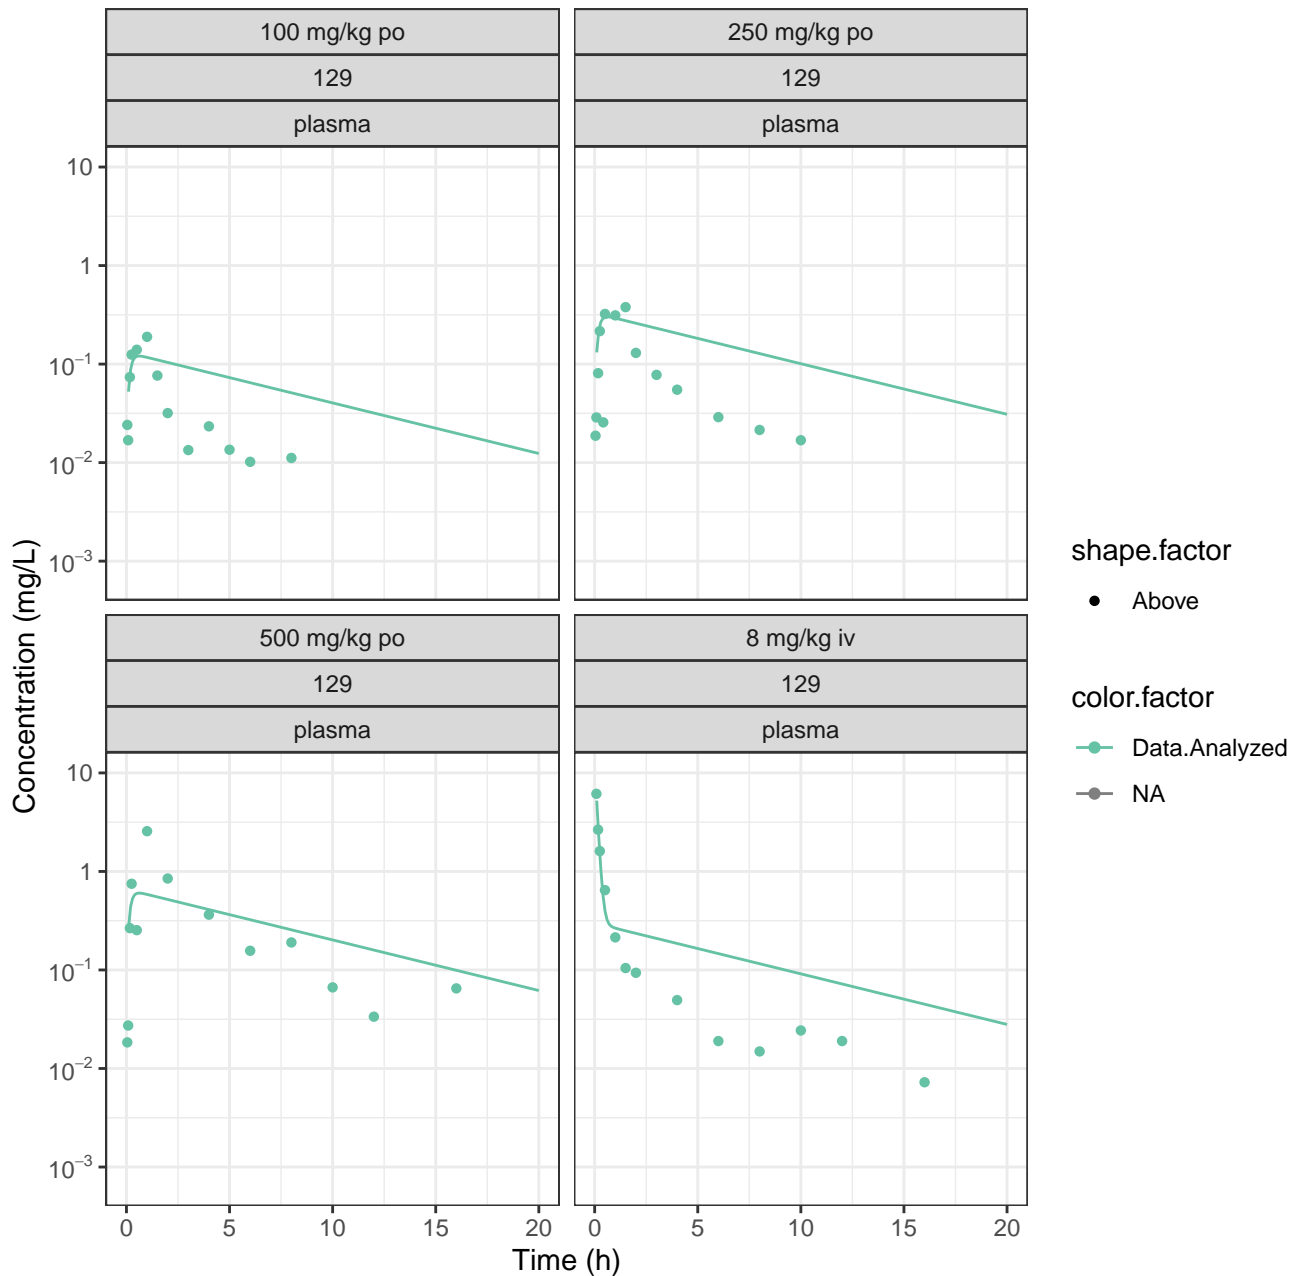 100 mg/kg po
129
plasma
250 mg/kg po
129
plasma
10
1
10⁻¹
10⁻²
10⁻³
500 mg/kg po
129
plasma
8 mg/kg iv
129
plasma
10
1
10⁻¹
10⁻²
10⁻³
0 5 10 15 20
0 5 10 15 20
Time (h)
Concentration (mg/L)
shape.factor
Above
color.factor
Data.Analyzed
NA